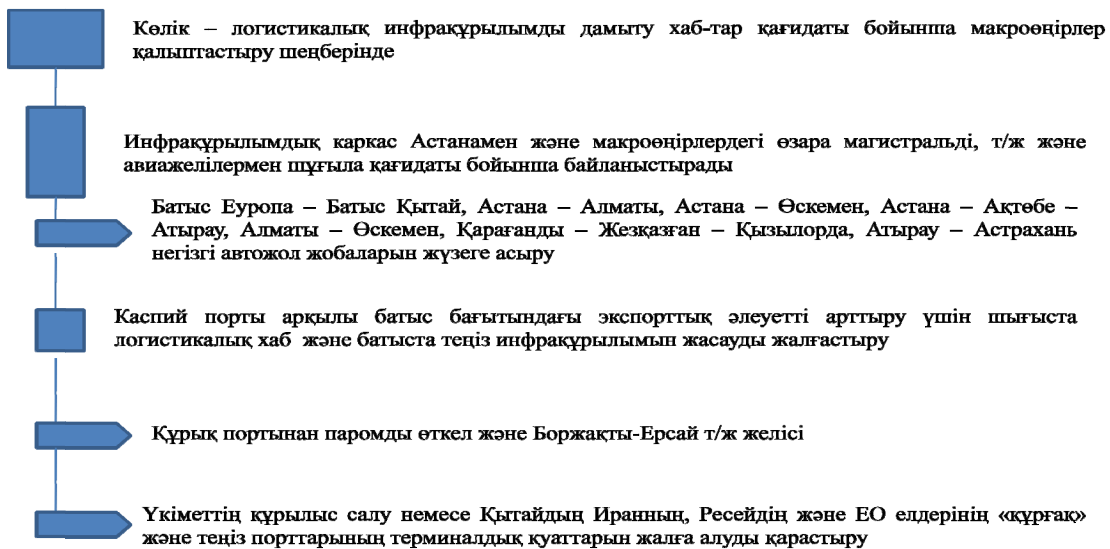 Көлік – логистикалық инфрақұрылымды дамыту хаб-тар қағидаты бойынша макроөңірлер
қалыптастыру шеңберінде
Инфрақұрылымдық каркас Астанамен және макроөңірлердегі өзара магистральді, т/ж және
авиажелілермен шұғыла қағидаты бойынша байланыстырады
Батыс Еуропа – Батыс Қытай, Астана – Алматы, Астана – Өскемен, Астана – Ақтөбе –
Атырау, Алматы – Өскемен, Қарағанды – Жезқазған – Қызылорда, Атырау – Астрахань
негізгі автожол жобаларын жүзеге асыру
Каспий порты арқылы батыс бағытындағы экспорттық әлеуетті арттыру үшін шығыста
логистикалық хаб және батыста теңіз инфрақұрылымын жасауды жалғастыру
Құрық портынан паромды өткел және Боржақты-Ерсай т/ж желісі
Үкіметтің құрылыс салу немесе Қытайдың Иранның, Ресейдің және ЕО елдерінің «құрғақ»
және теңіз порттарының терминалдық қуаттарын жалға алуды қарастыру